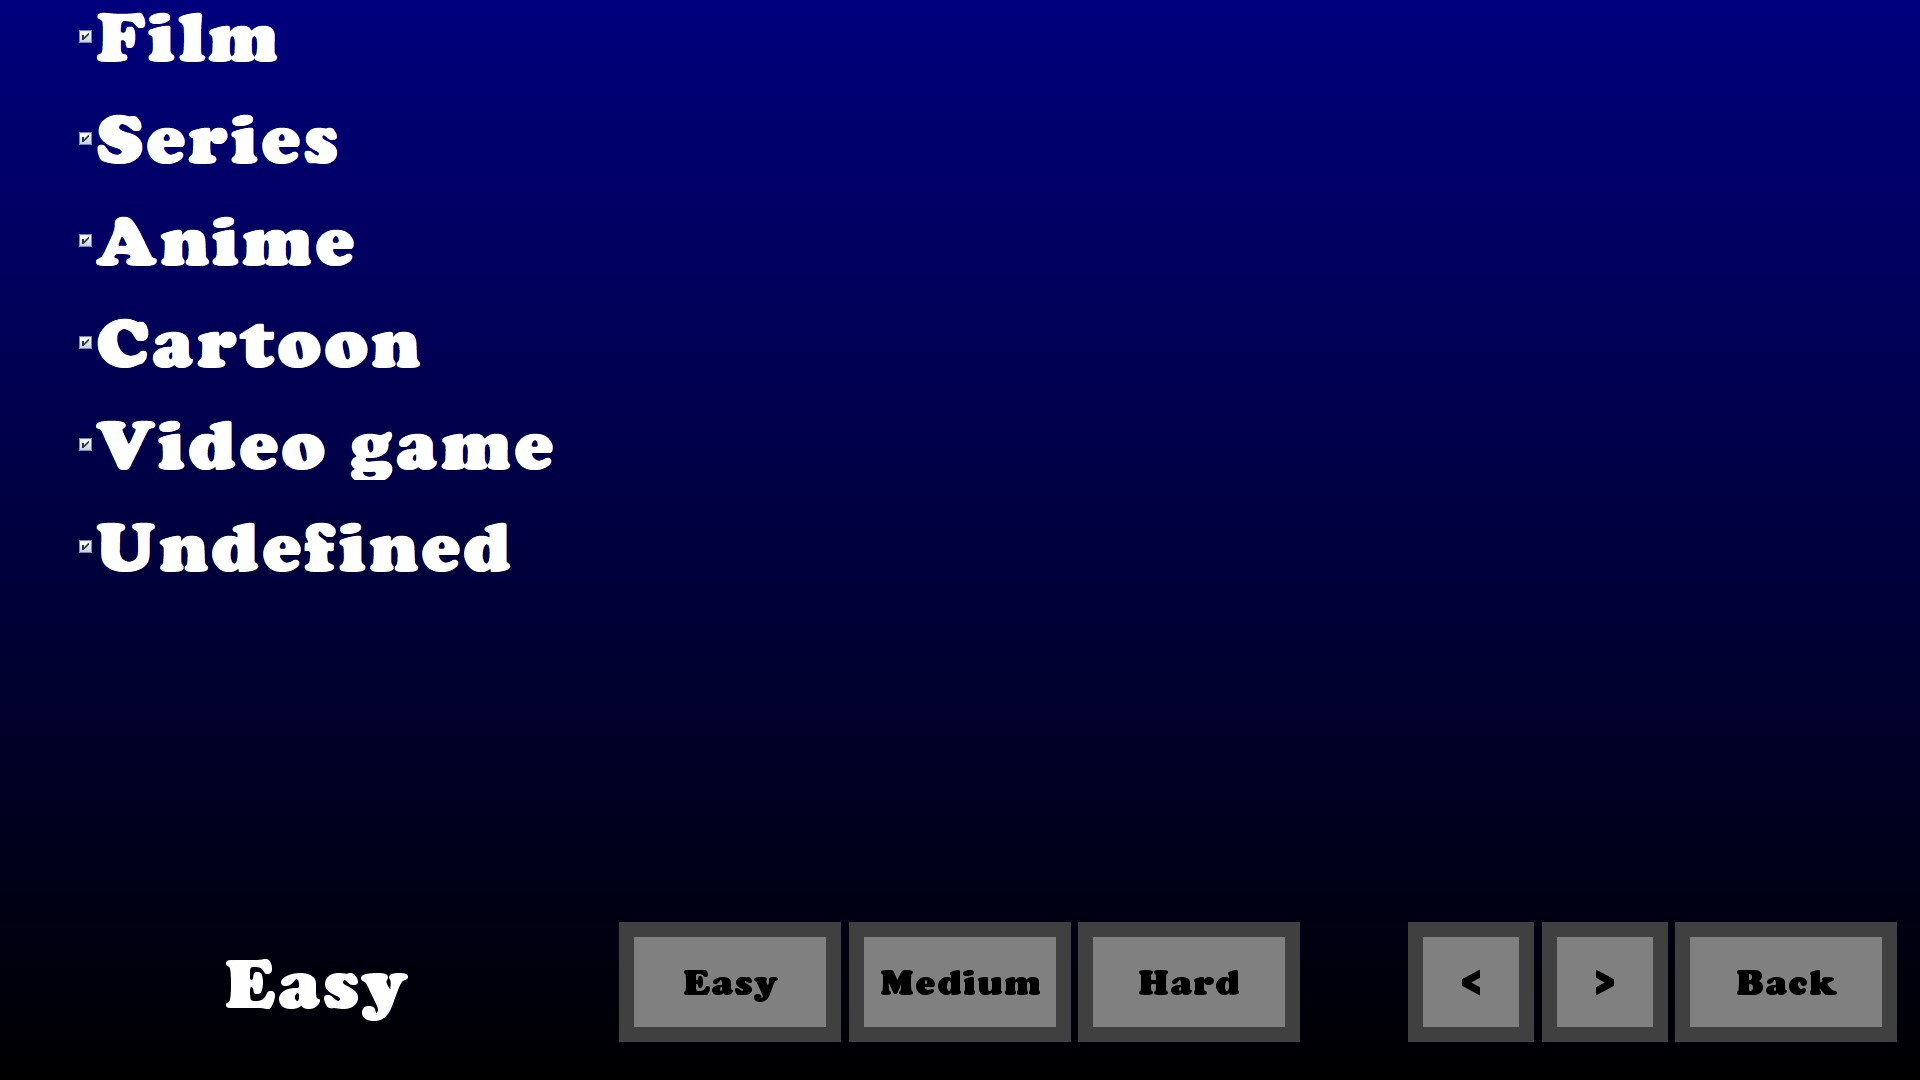 Film
Series
Anime
Cartoon
Video game
Undefined
Easy Easy Medium Hard < > Back